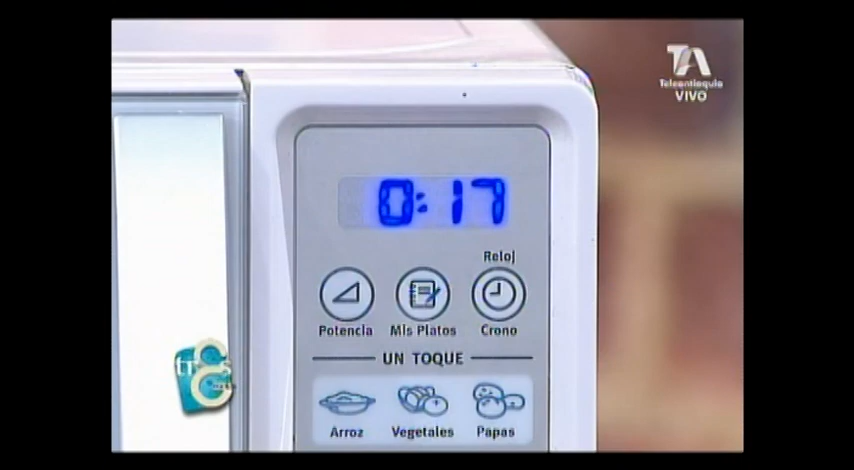 TA
Teleantioquia
VIVO
0:17
Reloj
Potencia
Mis Platos
Crono
UN TOQUE
Arroz
Vegetales
Papas